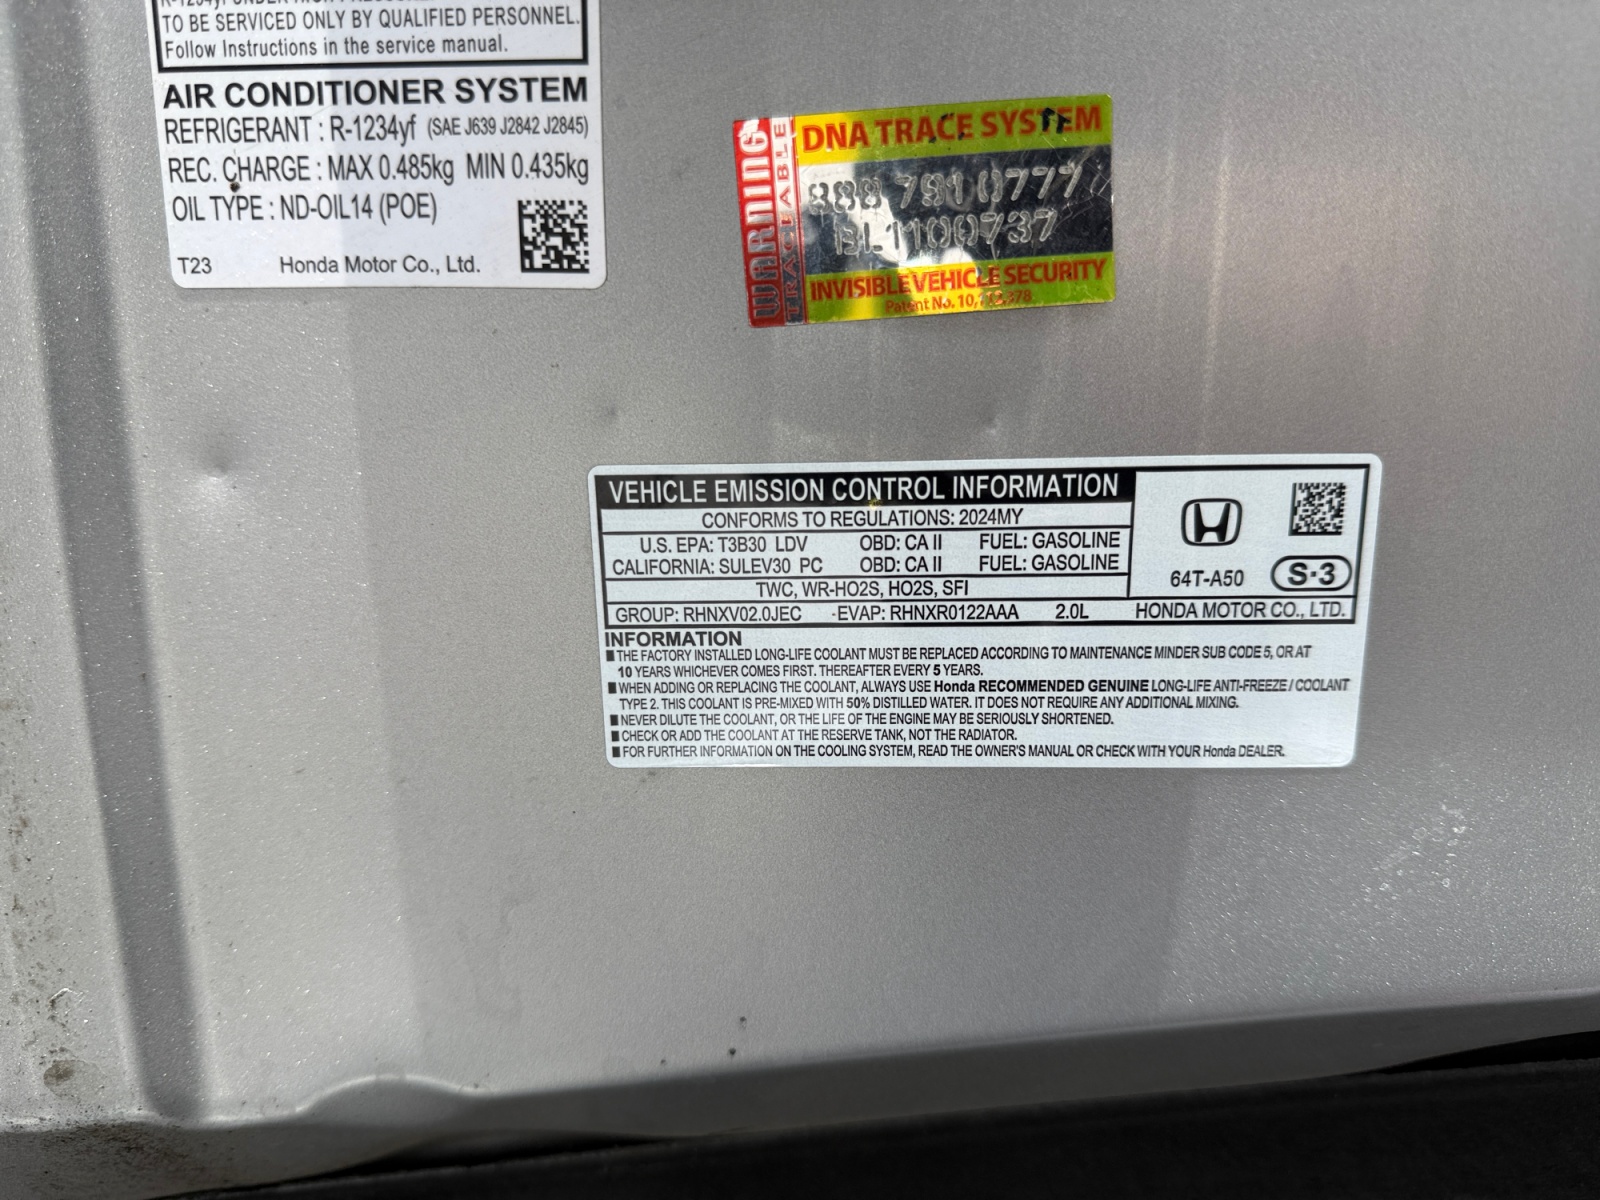 TO BE SERVICED ONLY BY QUALIFIED PERSONNEL.
Follow Instructions in the service manual.
AIR CONDITIONER SYSTEM
REFRIGERANT : R-1234yf (SAE J639 J2842 J2845)
REC. CHARGE : MAX 0.485kg MIN 0.435kg
OIL TYPE : ND-OIL14 (POE)
T23 Honda Motor Co., Ltd.
WARNING
TRACEABLE
DNA TRACE SYSTEM
888 7910777
BL1100737
INVISIBLE VEHICLE SECURITY
Patent No.
VEHICLE EMISSION CONTROL INFORMATION
CONFORMS TO REGULATIONS: 2024MY
U.S. EPA: T3B30 LDV OBD: CA II FUEL: GASOLINE
CALIFORNIA: SULEV30 PC OBD: CA II FUEL: GASOLINE
TWC, WR-HO2S, HO2S, SFI
64T-A50 S·3
GROUP: RHNXV02.0JEC EVAP: RHNXR0122AAA 2.0L HONDA MOTOR CO., LTD.
INFORMATION
■ THE FACTORY INSTALLED LONG-LIFE COOLANT MUST BE REPLACED ACCORDING TO MAINTENANCE MINDER SUB CODE 5, OR AT
10 YEARS WHICHEVER COMES FIRST. THEREAFTER EVERY 5 YEARS.
■ WHEN ADDING OR REPLACING THE COOLANT, ALWAYS USE Honda RECOMMENDED GENUINE LONG-LIFE ANTI-FREEZE / COOLANT
TYPE 2. THIS COOLANT IS PRE-MIXED WITH 50% DISTILLED WATER. IT DOES NOT REQUIRE ANY ADDITIONAL MIXING.
■ NEVER DILUTE THE COOLANT, OR THE LIFE OF THE ENGINE MAY BE SERIOUSLY SHORTENED.
■ CHECK OR ADD THE COOLANT AT THE RESERVE TANK, NOT THE RADIATOR.
■ FOR FURTHER INFORMATION ON THE COOLING SYSTEM, READ THE OWNER'S MANUAL OR CHECK WITH YOUR Honda DEALER.